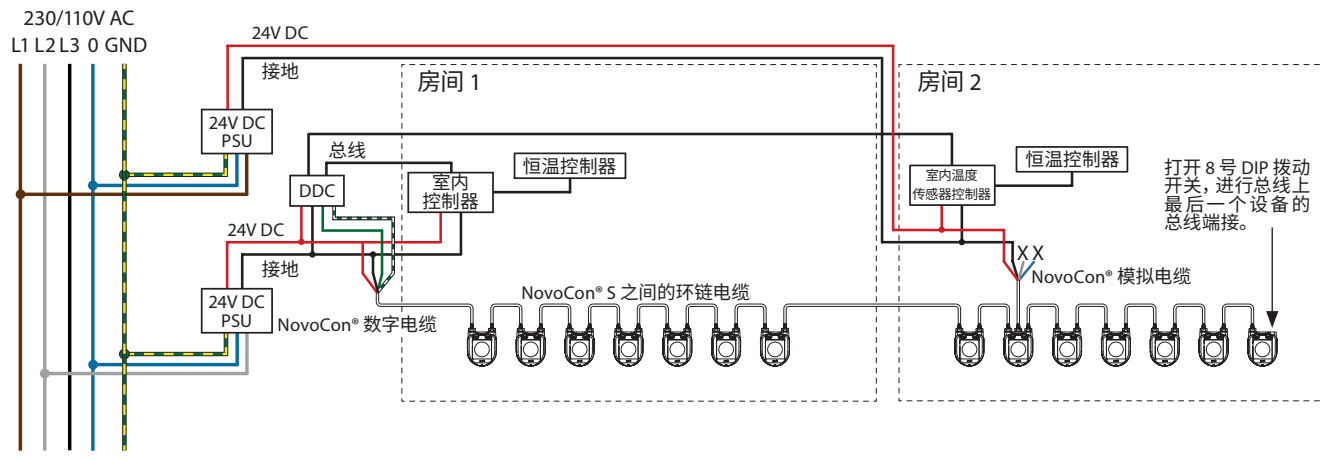 230/110V AC
L1 L2 L3 0 GND
24V DC
接地
24V DC
PSU
房间 1
房间 2
总线
DDC
室内
控制器
恒温控制器
室内温度
传感器控制器
恒温控制器
打开 8 号 DIP 拨动
开关，进行总线上
最后一个设备的
总线端接。
24V DC
接地
24V DC
PSU
NovoCon® 数字电缆
NovoCon® S 之间的环链电缆
X X
NovoCon® 模拟电缆